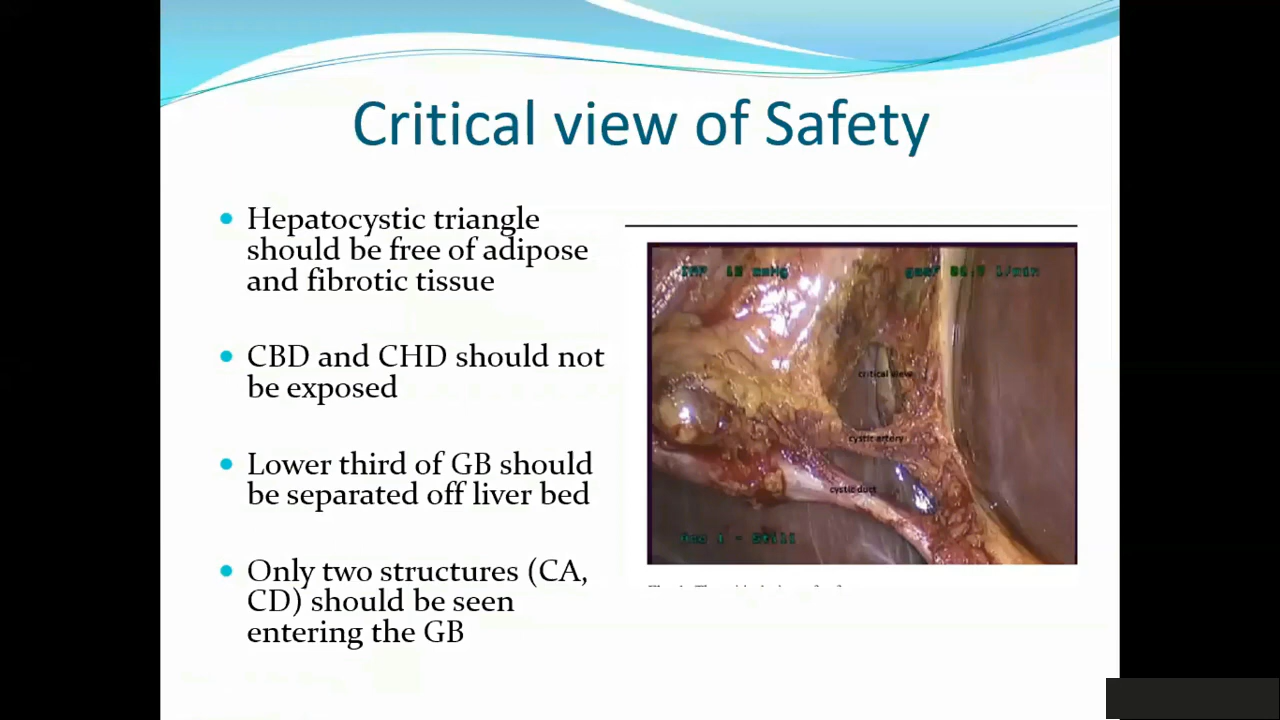 Critical view of Safety
Hepatocystic triangle
should be free of adipose
and fibrotic tissue
CBD and CHD should not
be exposed
Lower third of GB should
be separated off liver bed
Only two structures (CA,
CD) should be seen
entering the GB
critical view
cystic artery
cystic duct